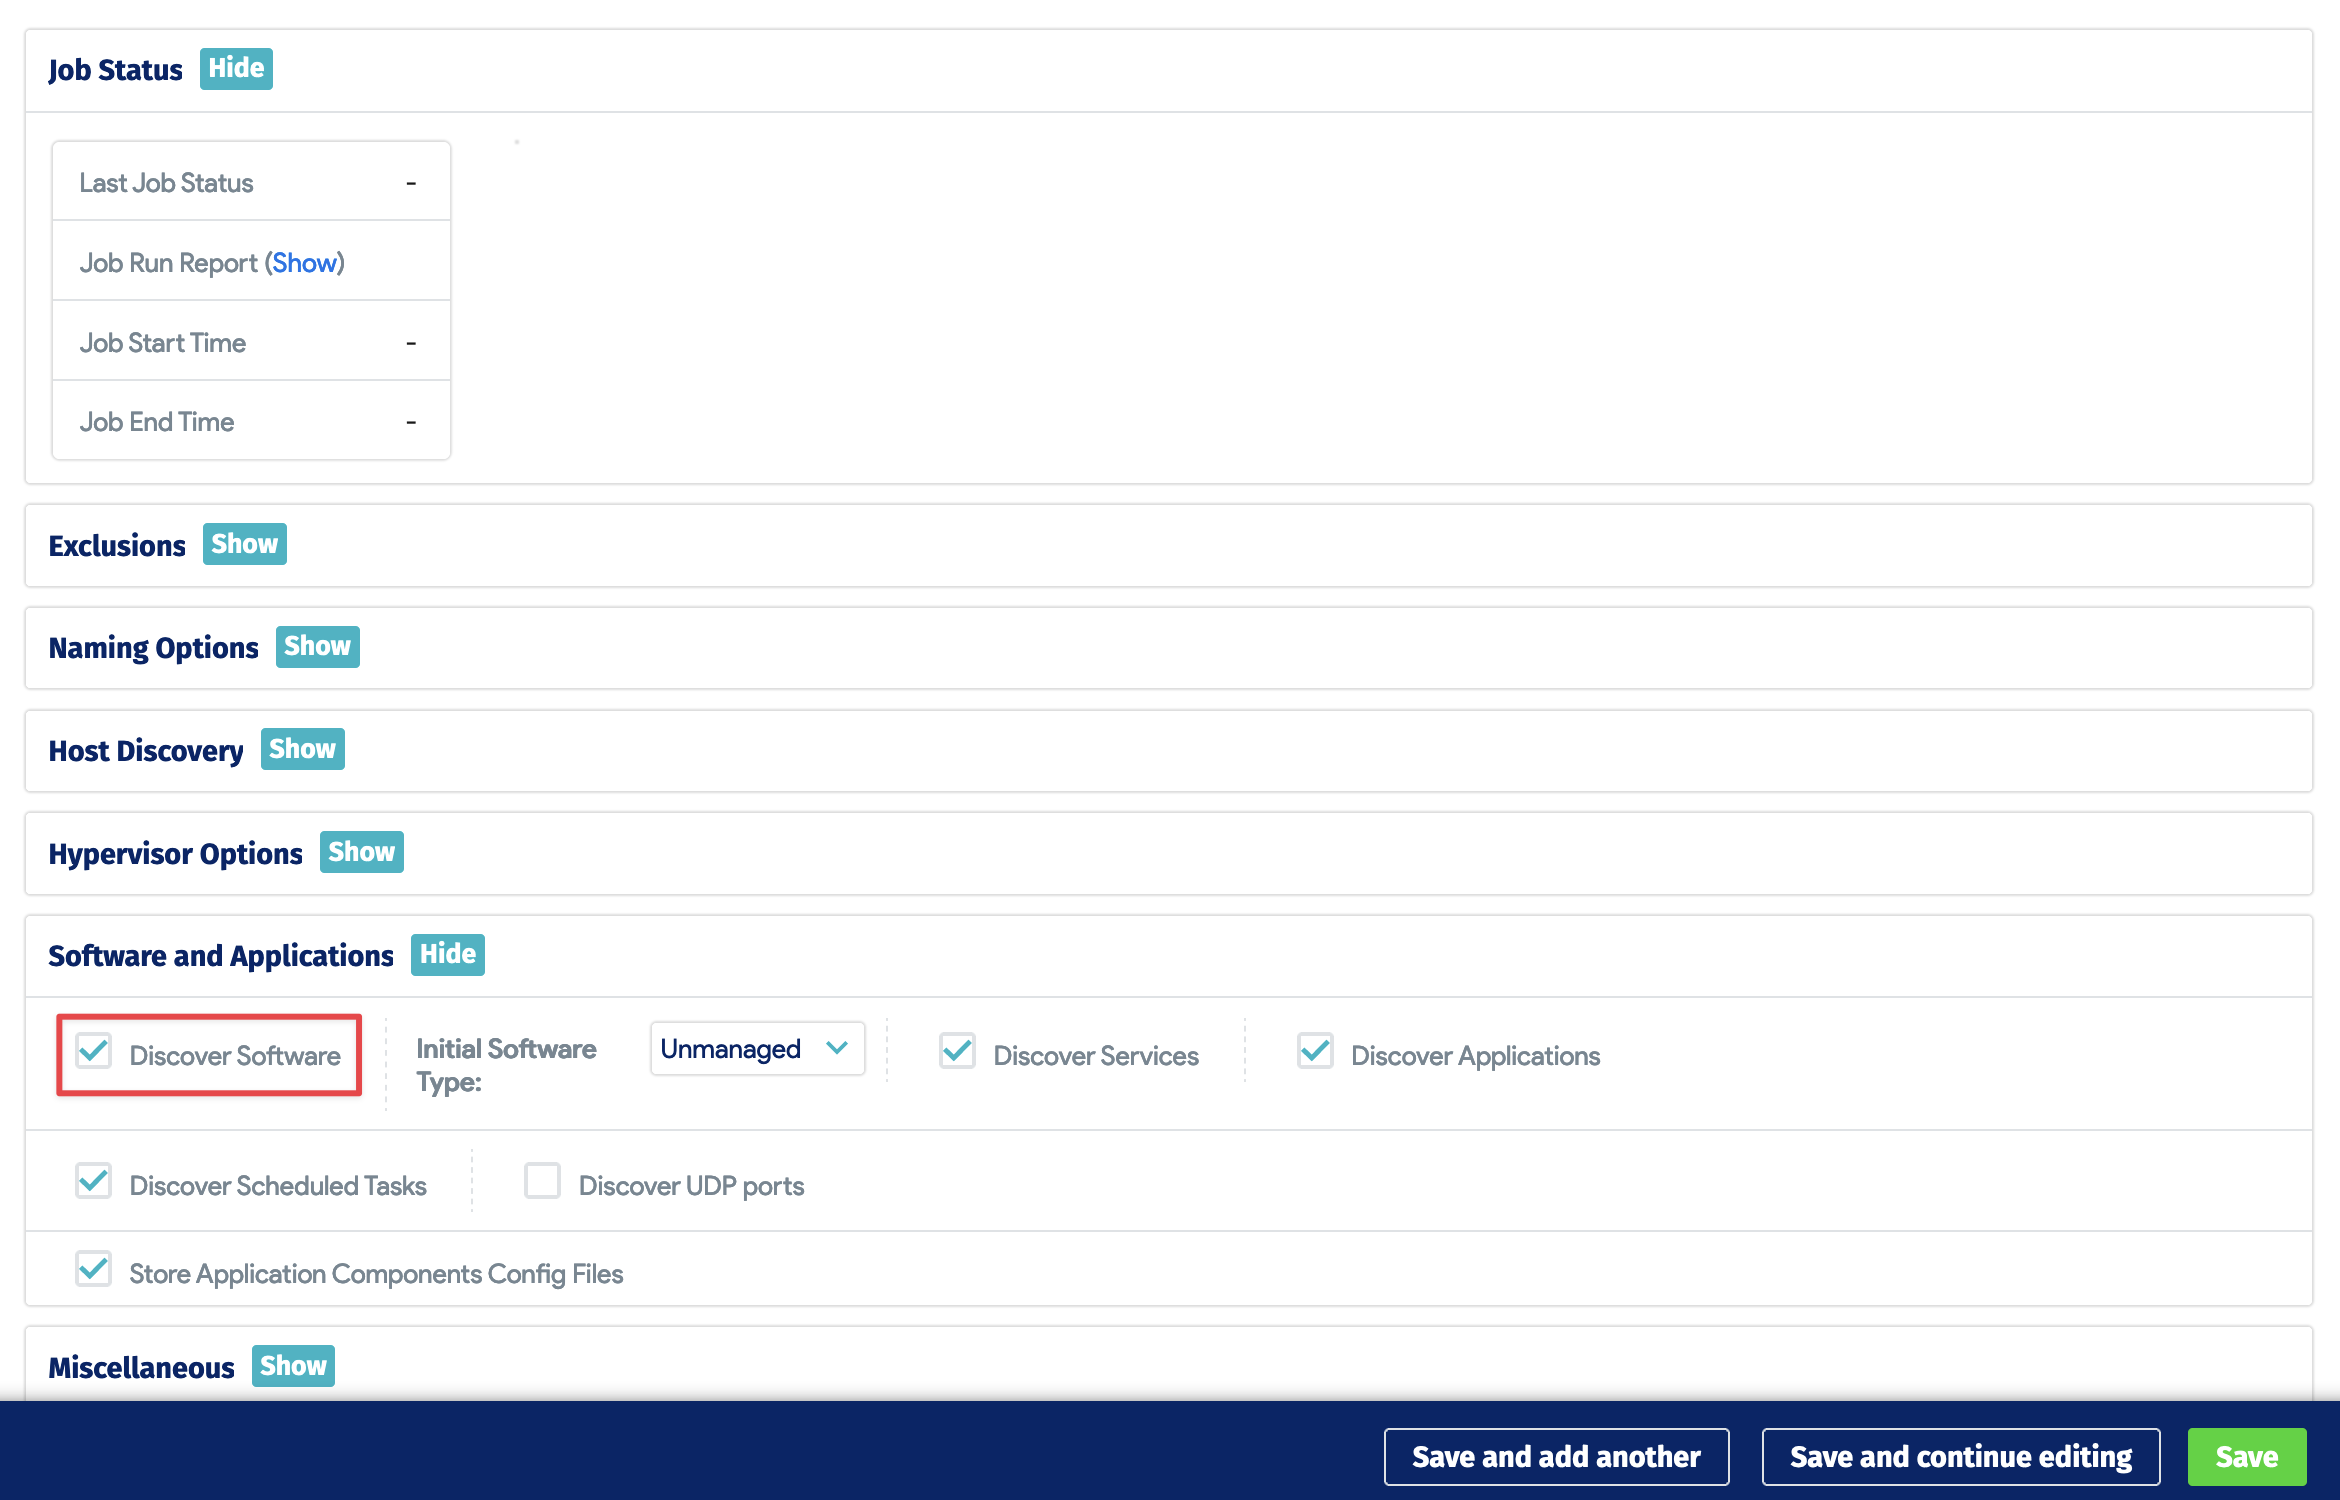 Job Status Hide
Last Job Status -
Job Run Report (Show)
Job Start Time -
Job End Time -
Exclusions Show
Naming Options Show
Host Discovery Show
Hypervisor Options Show
Software and Applications Hide
Discover Software
Initial Software
Type:
Unmanaged
Discover Services
Discover Applications
Discover Scheduled Tasks
Discover UDP ports
Store Application Components Config Files
Miscellaneous Show
Save and add another
Save and continue editing
Save